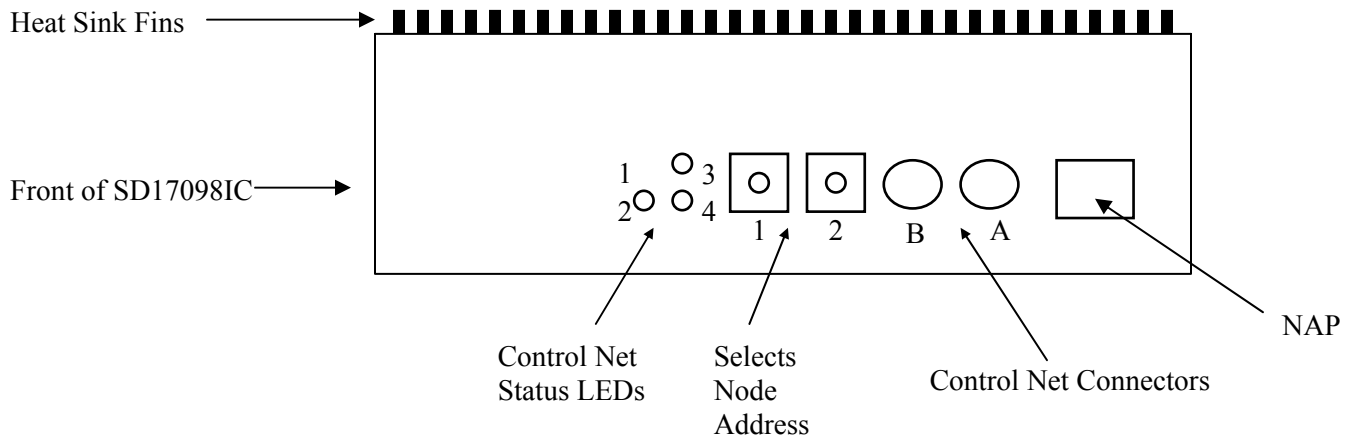 Heat Sink Fins
Front of SD17098IC
1
3
2
4
1
2
B
A
NAP
Control Net
Status LEDs
Selects
Node
Address
Control Net Connectors